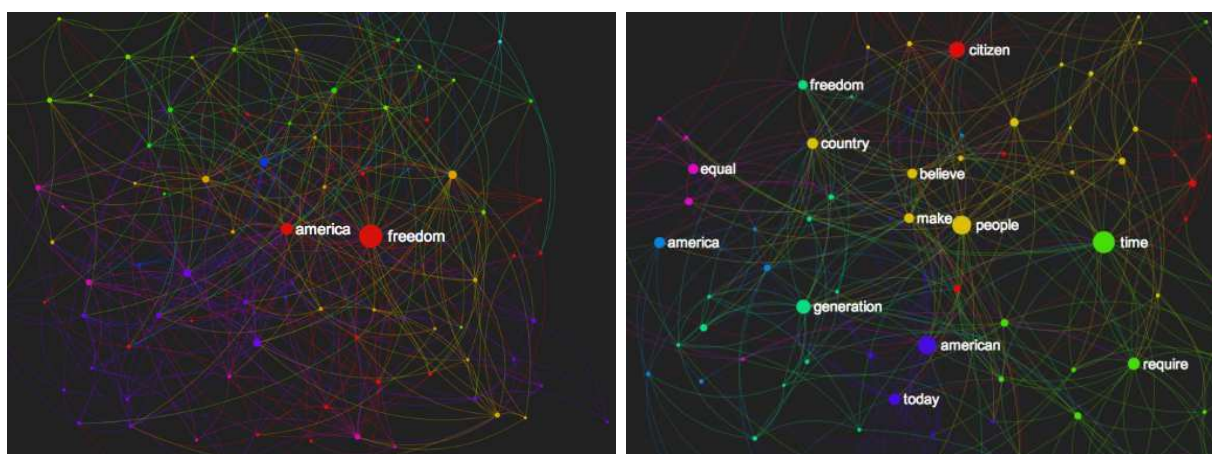 america
freedom
citizen
freedom
country
equal
believe
make
people
america
time
generation
american
require
today